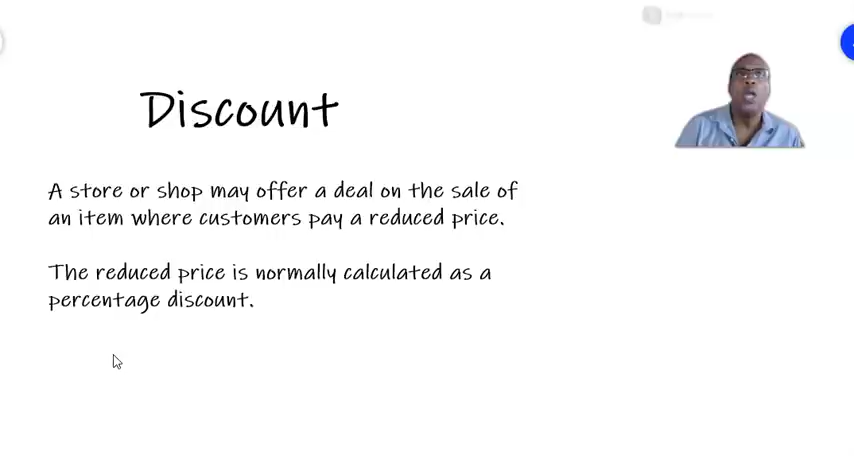 Discount
A store or shop may offer a deal on the sale of
an item where customers pay a reduced price.
The reduced price is normally calculated as a
percentage discount.